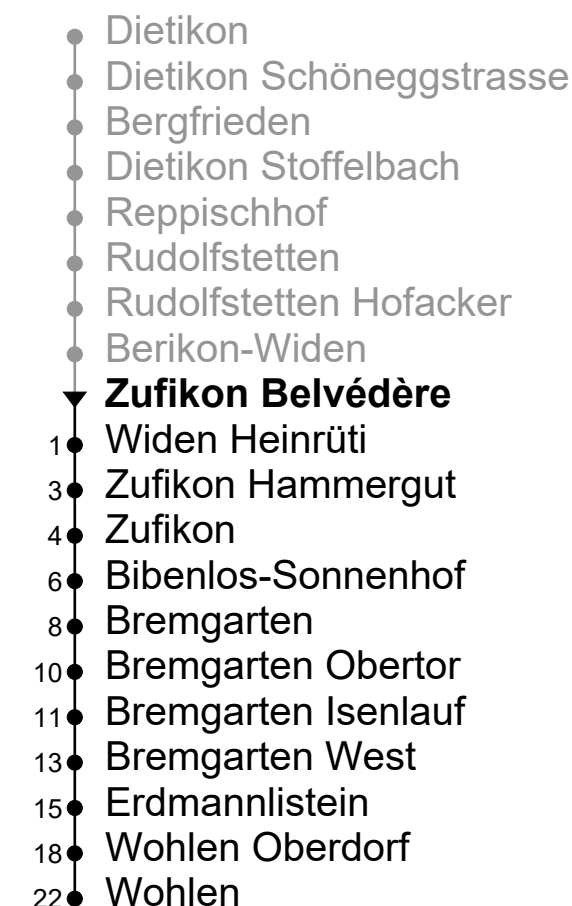 Dietikon
Dietikon Schöneggstrasse
Bergfrieden
Dietikon Stoffelbach
Reppischhof
Rudolfstetten
Rudolfstetten Hofacker
Berikon-Widen
Zufikon Belvédère
1 Widen Heinrüti
3 Zufikon Hammergut
4 Zufikon
6 Bibenlos-Sonnenhof
8 Bremgarten
10 Bremgarten Obertor
11 Bremgarten Isenlauf
13 Bremgarten West
15 Erdmannlistein
18 Wohlen Oberdorf
22 Wohlen